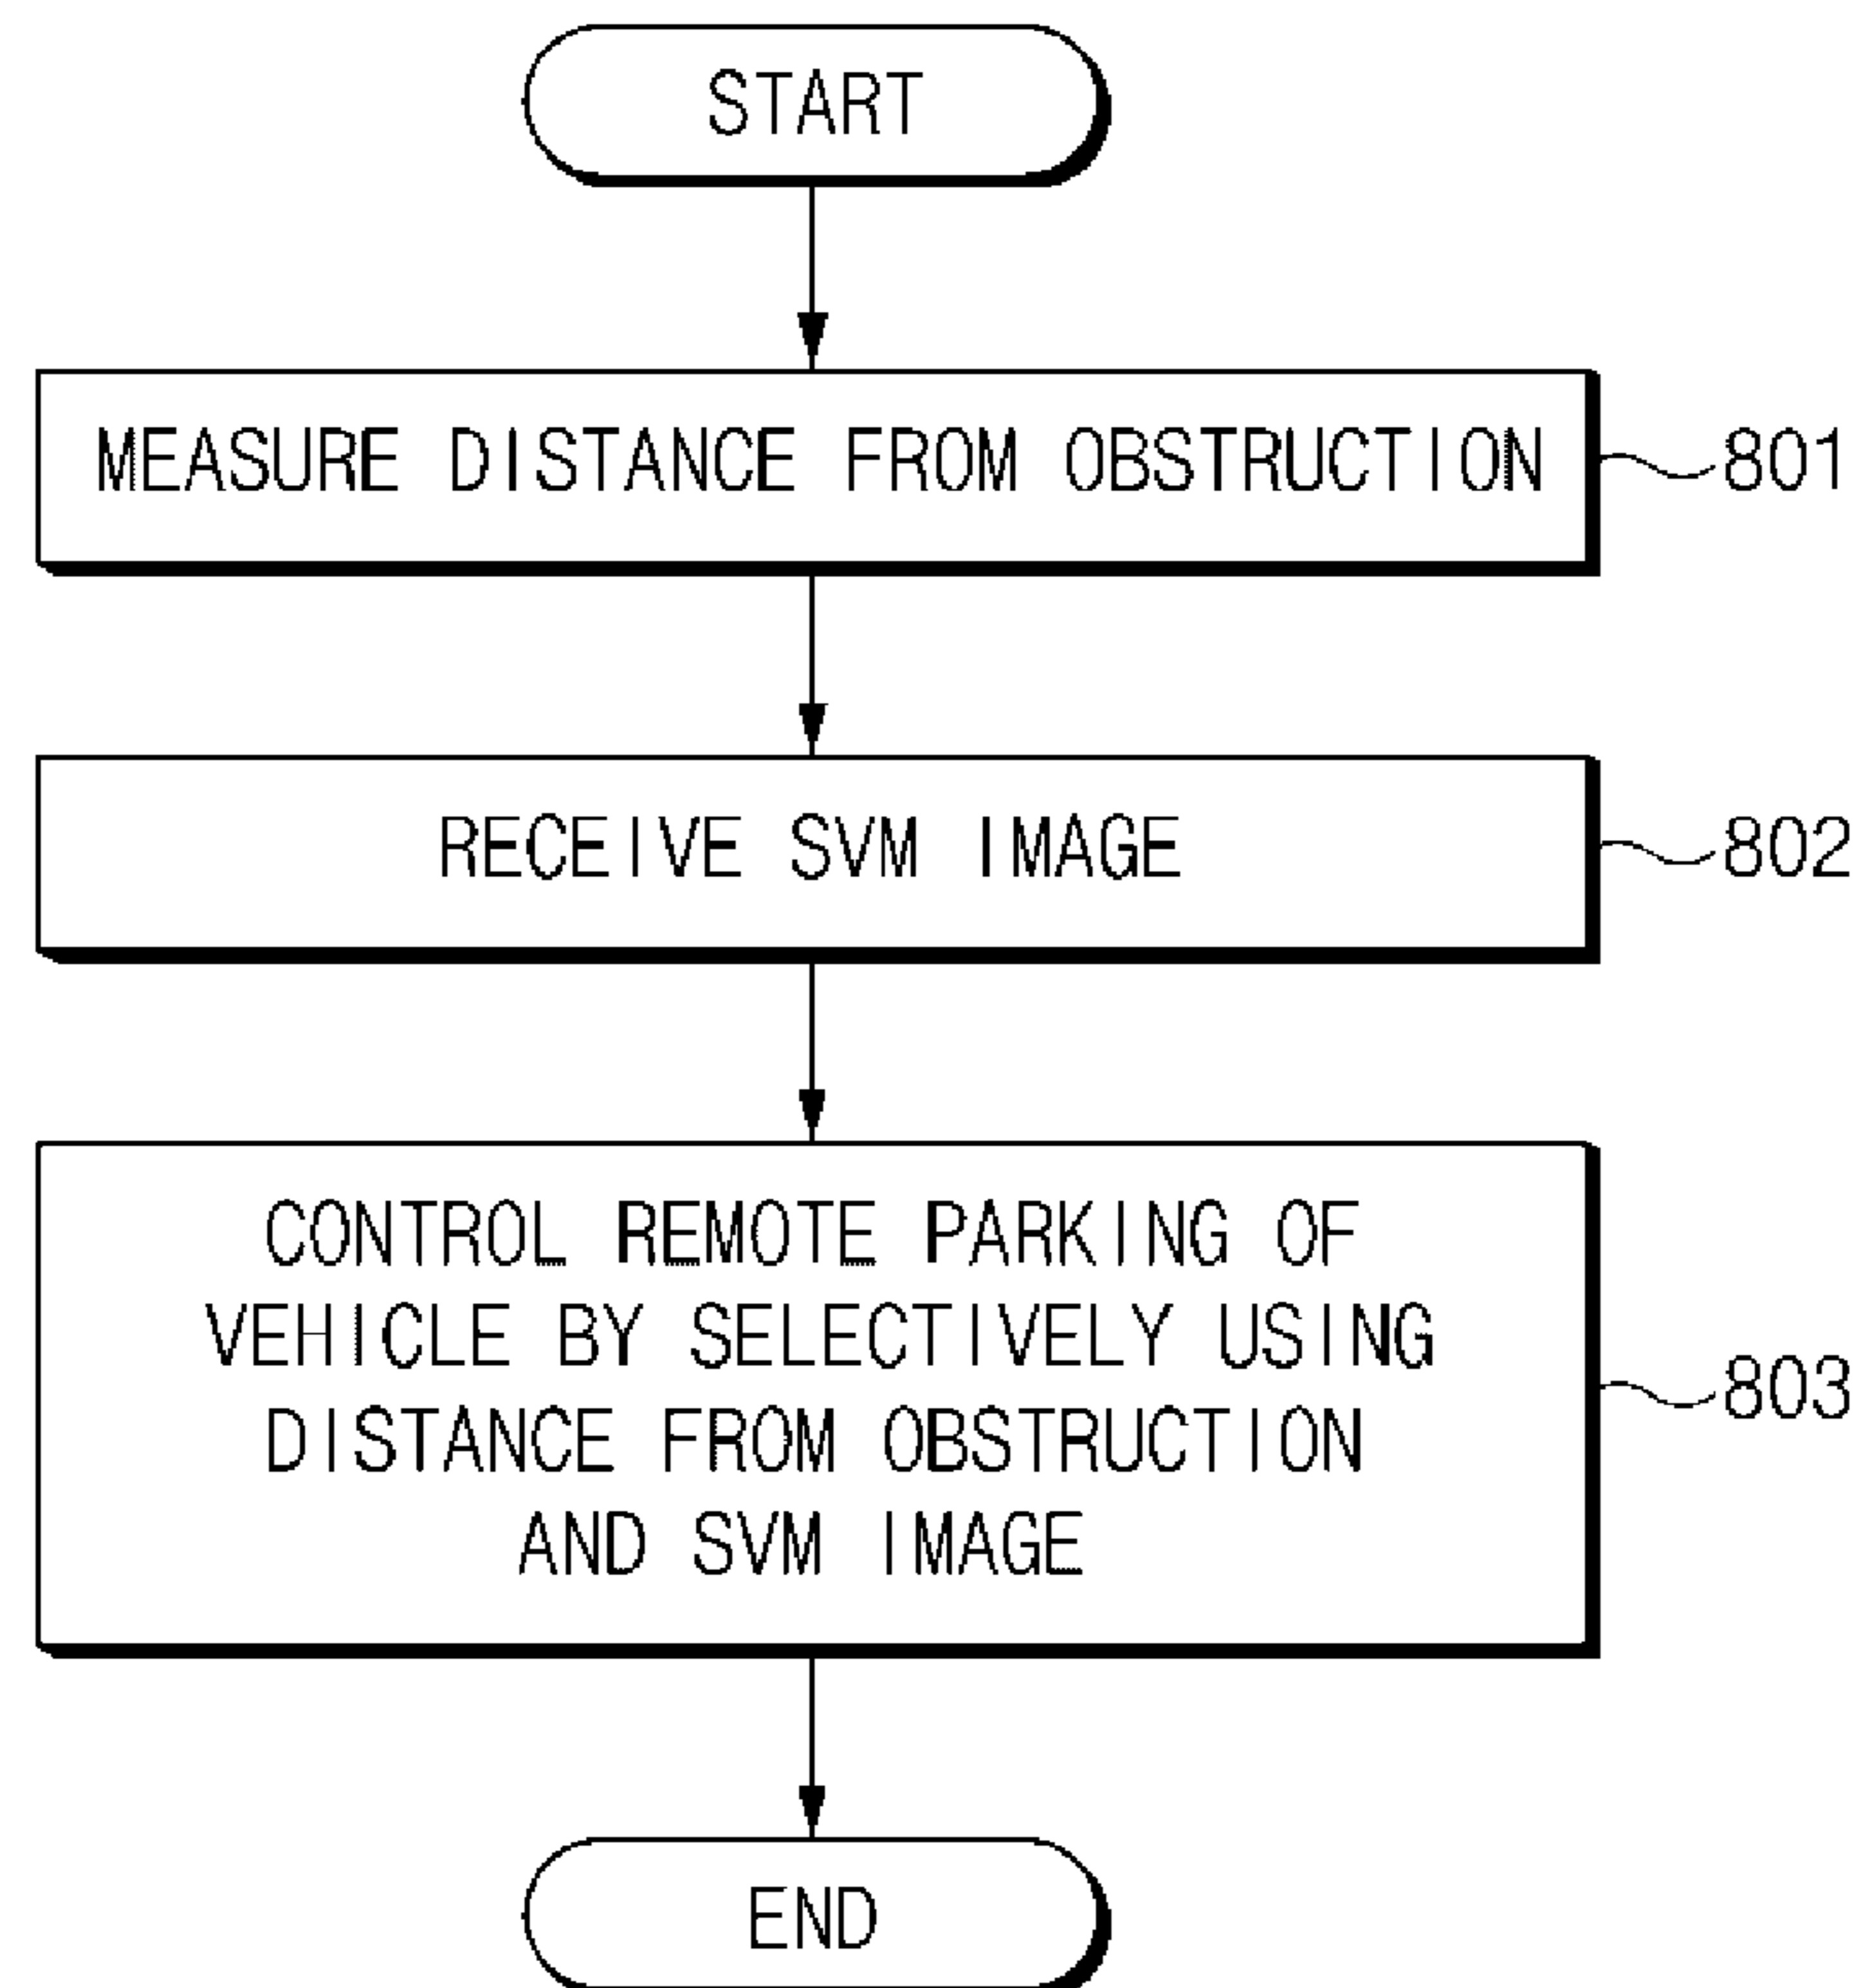 START
MEASURE DISTANCE FROM OBSTRUCTION
801
RECEIVE SVM IMAGE
802
CONTROL REMOTE PARKING OF
VEHICLE BY SELECTIVELY USING
DISTANCE FROM OBSTRUCTION
AND SVM IMAGE
803
END